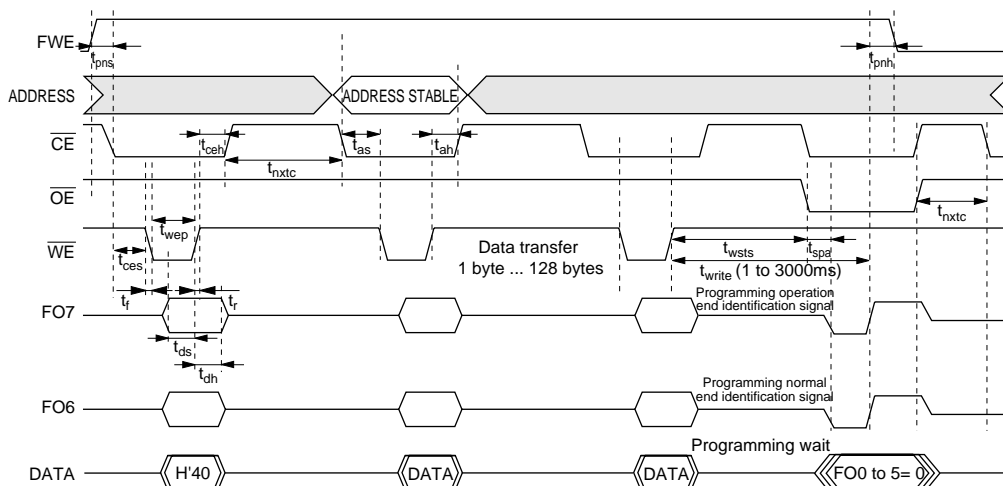 FWE
tpns
tpnh
ADDRESS
ADDRESS STABLE
CE
tceh
tas
tah
tnxtc
OE
twep
tnxtc
WE
tces
Data transfer
1 byte ... 128 bytes
twsts
tspa
twrite (1 to 3000ms)
tf
tr
FO7
Programming operation
end identification signal
tds
tdh
FO6
Programming normal
end identification signal
Programming wait
DATA
H'40
DATA
DATA
FO0 to 5= 0